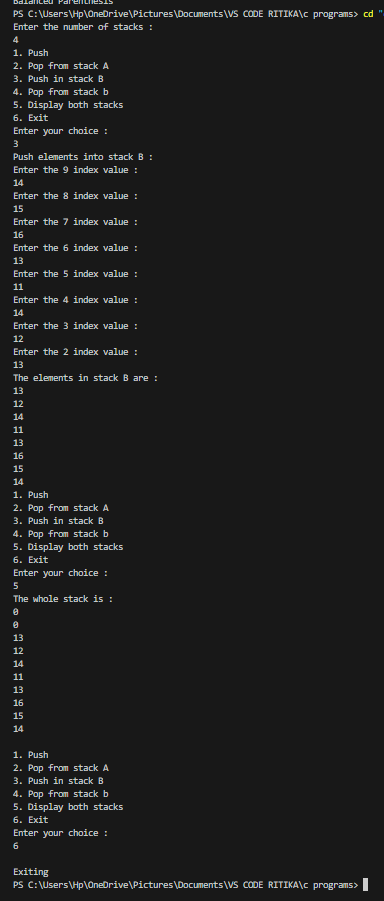 Balanced Parenthesis
PS C:\Users\Hp\OneDrive\Pictures\Documents\VS CODE RITIKA\c programs> cd "
Enter the number of stacks :
4
1. Push
2. Pop from stack A
3. Push in stack B
4. Pop from stack b
5. Display both stacks
6. Exit
Enter your choice :
3
Push elements into stack B :
Enter the 9 index value :
14
Enter the 8 index value :
15
Enter the 7 index value :
16
Enter the 6 index value :
13
Enter the 5 index value :
11
Enter the 4 index value :
14
Enter the 3 index value :
12
Enter the 2 index value :
13
The elements in stack B are :
13
12
14
11
13
16
15
14
1. Push
2. Pop from stack A
3. Push in stack B
4. Pop from stack b
5. Display both stacks
6. Exit
Enter your choice :
5
The whole stack is :
0
0
13
12
14
11
13
16
15
14
1. Push
2. Pop from stack A
3. Push in stack B
4. Pop from stack b
5. Display both stacks
6. Exit
Enter your choice :
6
Exiting
PS C:\Users\Hp\OneDrive\Pictures\Documents\VS CODE RITIKA\c programs>